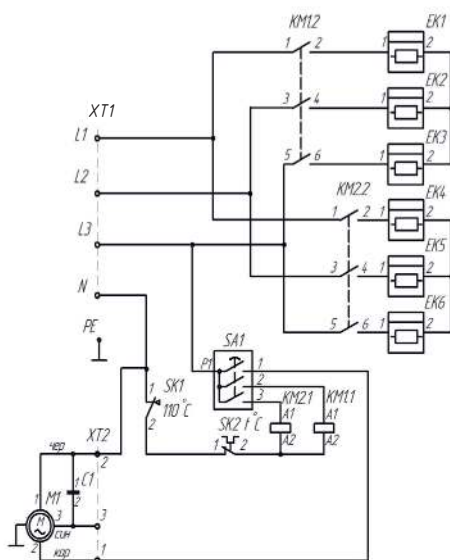 KM1.2
EK1
1 2
1 2
EK2
3 4
1 2
XT1
EK3
5 6
1 2
L1
KM2.2
EK4
1 2
1 2
L2
EK5
3 4
1 2
L3
EK6
5 6
1 2
N
PE
SA1
P1
1
2
3
1
SK1
110°C
2
KM2.1
KM1.1
A1
A1
SK2 t°C
A2
A2
1 2
XT2
чер
2
C1
1
2
M1
1
M
3
син
3
2
кор
1